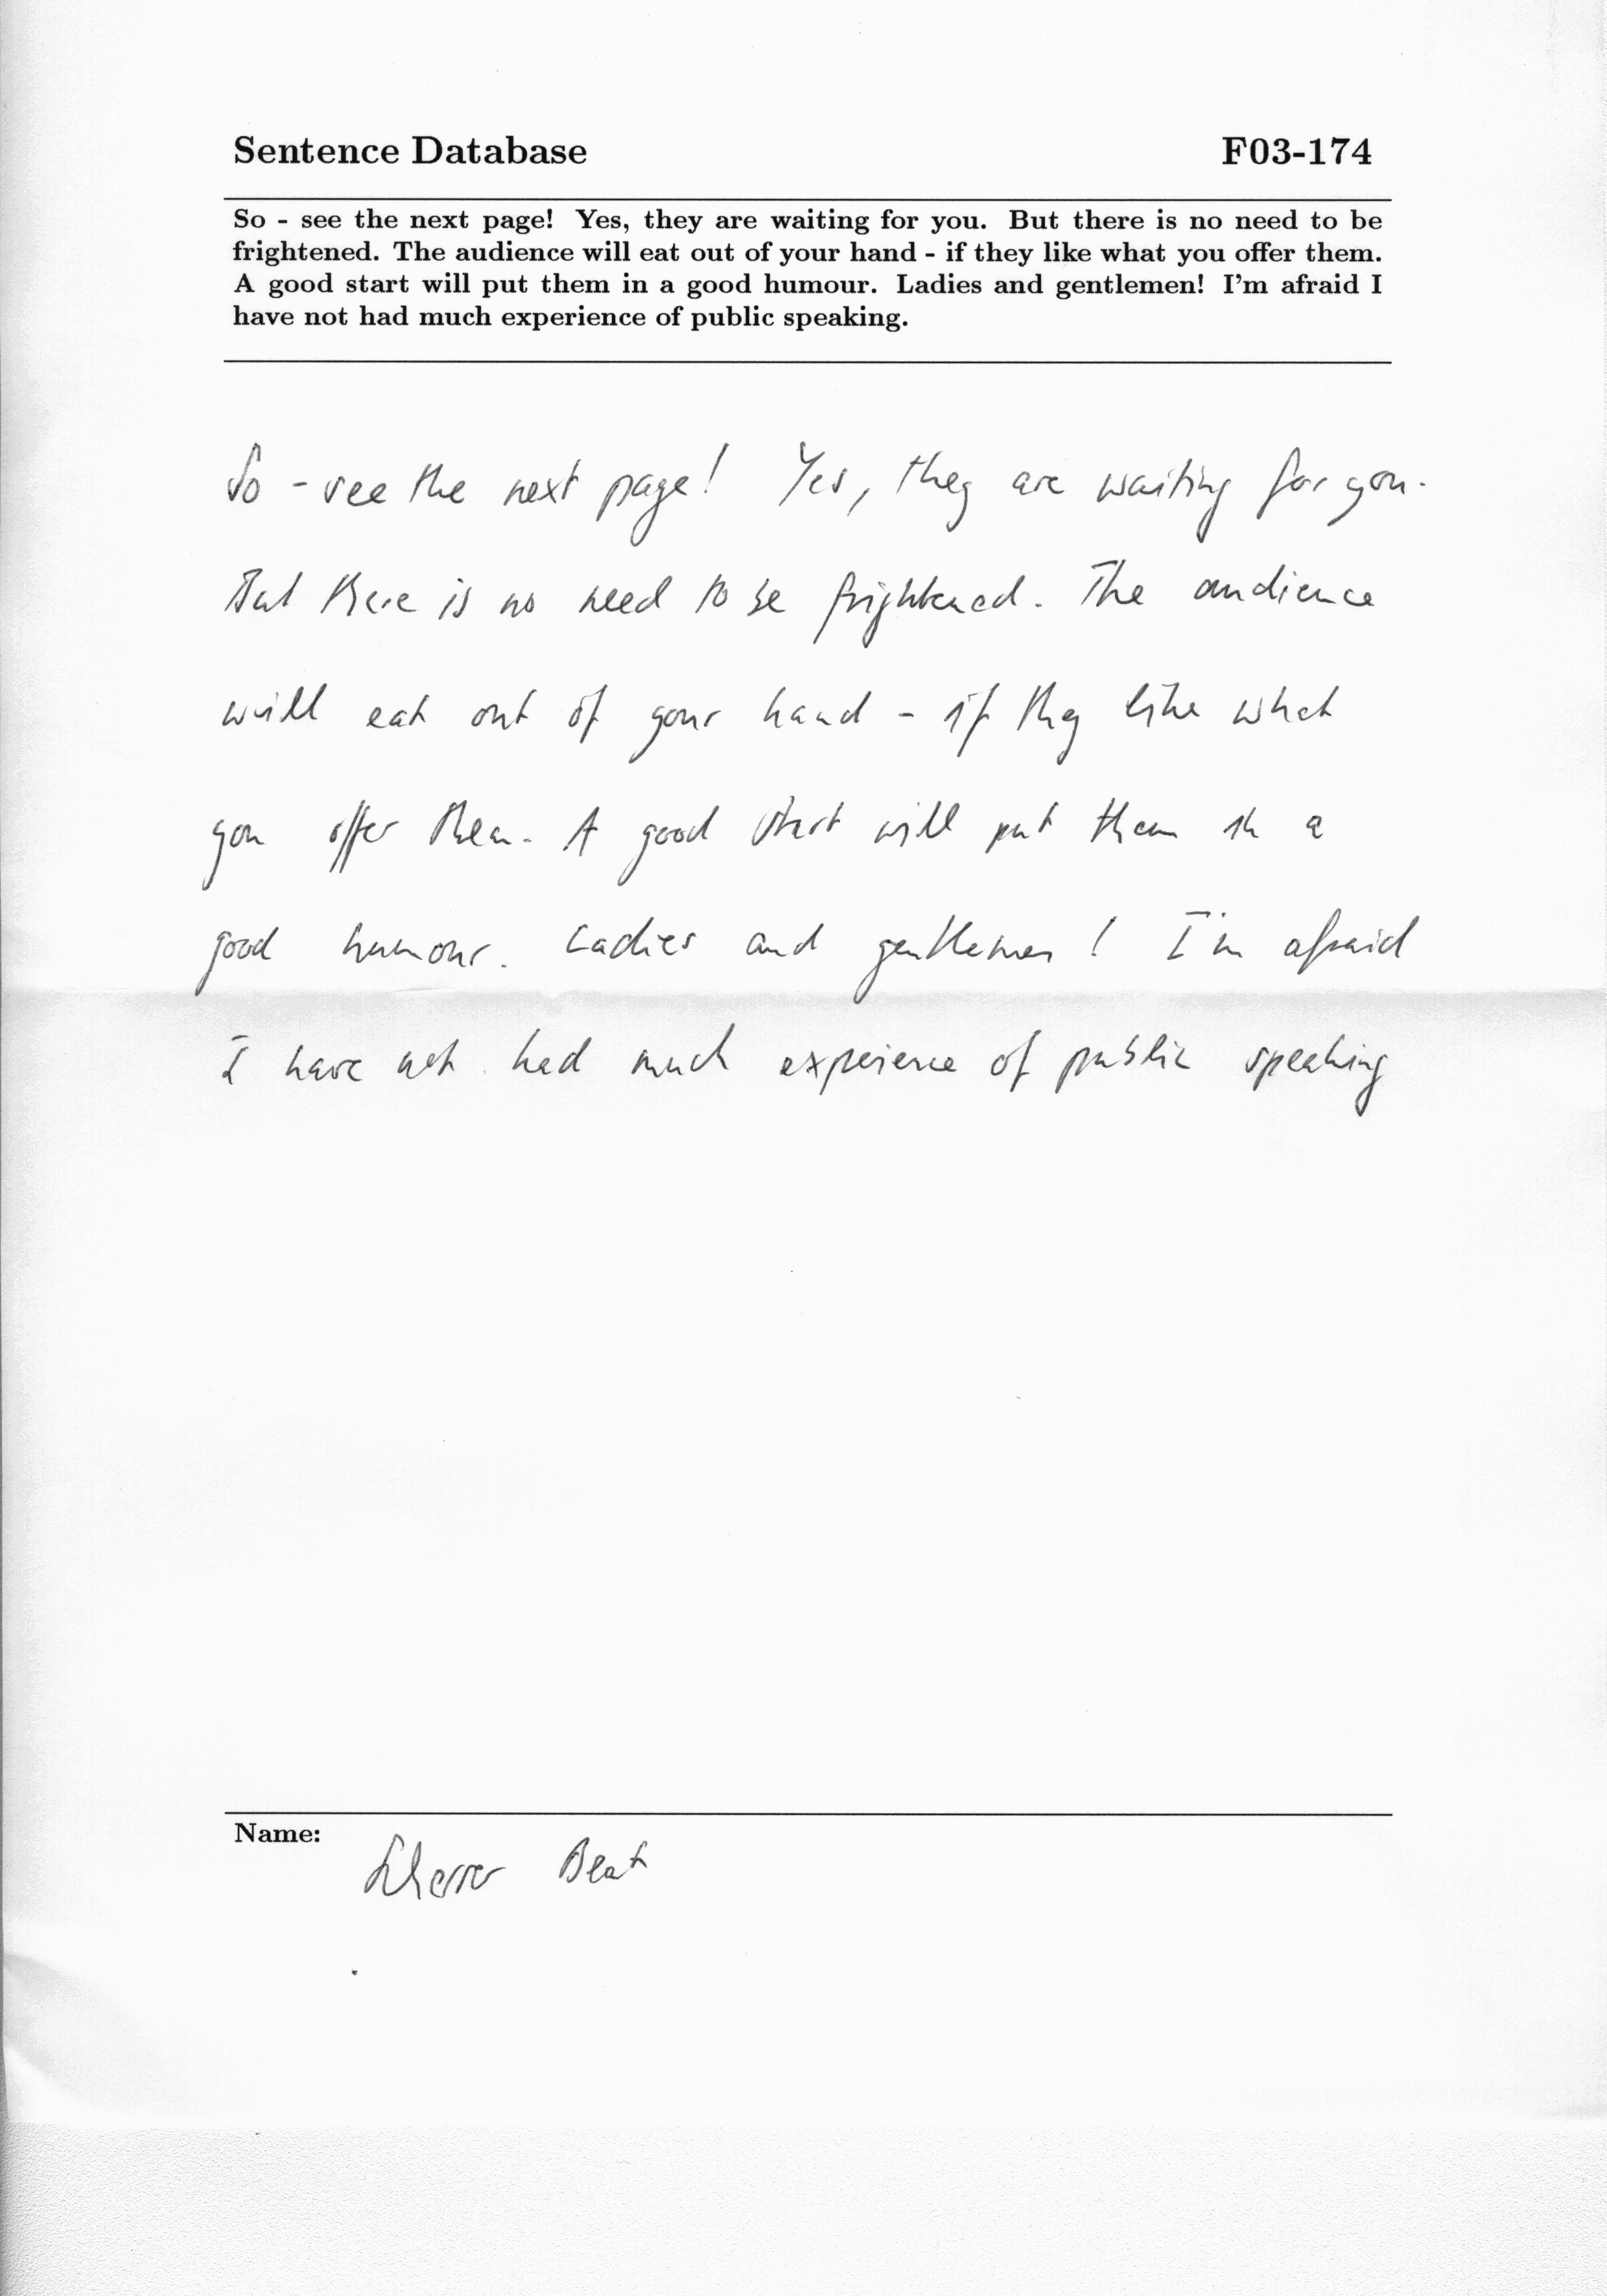 Sentence Database F03-174
So - see the next page! Yes, they are waiting for you. But there is no need to be
frightened. The audience will eat out of your hand - if they like what you offer them.
A good start will put them in a good humour. Ladies and gentlemen! I'm afraid I
have not had much experience of public speaking.
So - see the next page! Yes, they are waiting for you.
But there is no need to be frightened. The audience
will eat out of your hand - if they like what
you offer them. A good start will put them in a
good humour. Ladies and gentlemen! I'm afraid
I have not had much experience of public speaking
Name: Scherrer Beat